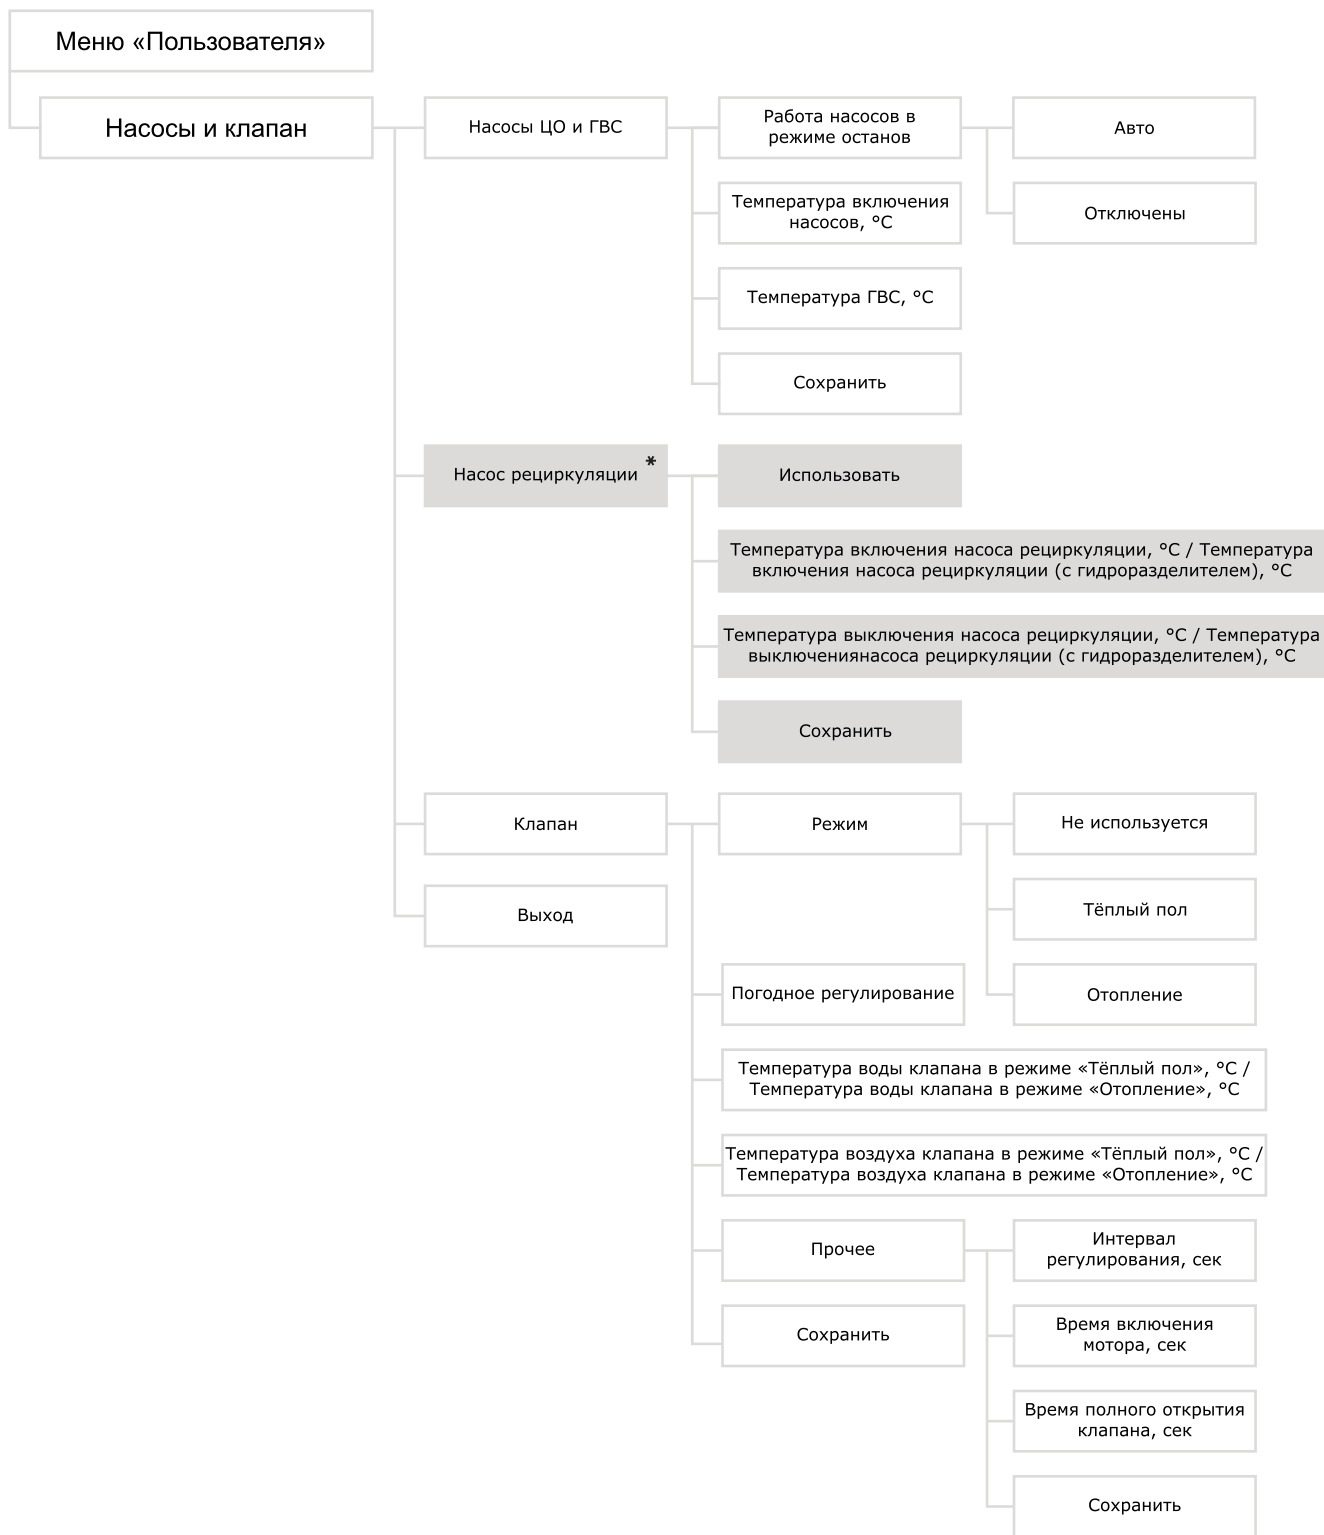 Меню «Пользователя»
Насосы и клапан
Насосы ЦО и ГВС
Работа насосов в
режиме останов
Авто
Температура включения
насосов, °С
Отключены
Температура ГВС, °С
Сохранить
Насос рециркуляции *
Использовать
Температура включения насоса рециркуляции, °С / Температура
включения насоса рециркуляции (с гидроразделителем), °С
Температура выключения насоса рециркуляции, °С / Температура
выключениянасоса рециркуляции (с гидроразделителем), °С
Сохранить
Клапан
Режим
Не используется
Выход
Тёплый пол
Погодное регулирование
Отопление
Температура воды клапана в режиме «Тёплый пол», °С /
Температура воды клапана в режиме «Отопление», °С
Температура воздуха клапана в режиме «Тёплый пол», °С /
Температура воздуха клапана в режиме «Отопление», °С
Прочее
Интервал
регулирования, сек
Сохранить
Время включения
мотора, сек
Время полного открытия
клапана, сек
Сохранить